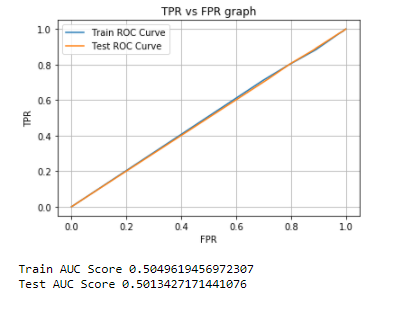 TPR vs FPR graph
Train ROC Curve
Test ROC Curve
1.0
0.8
0.6
0.4
0.2
0.0
TPR
0.0 0.2 0.4 0.6 0.8 1.0
FPR
Train AUC Score 0.5049619456972307
Test AUC Score 0.5013427171441076